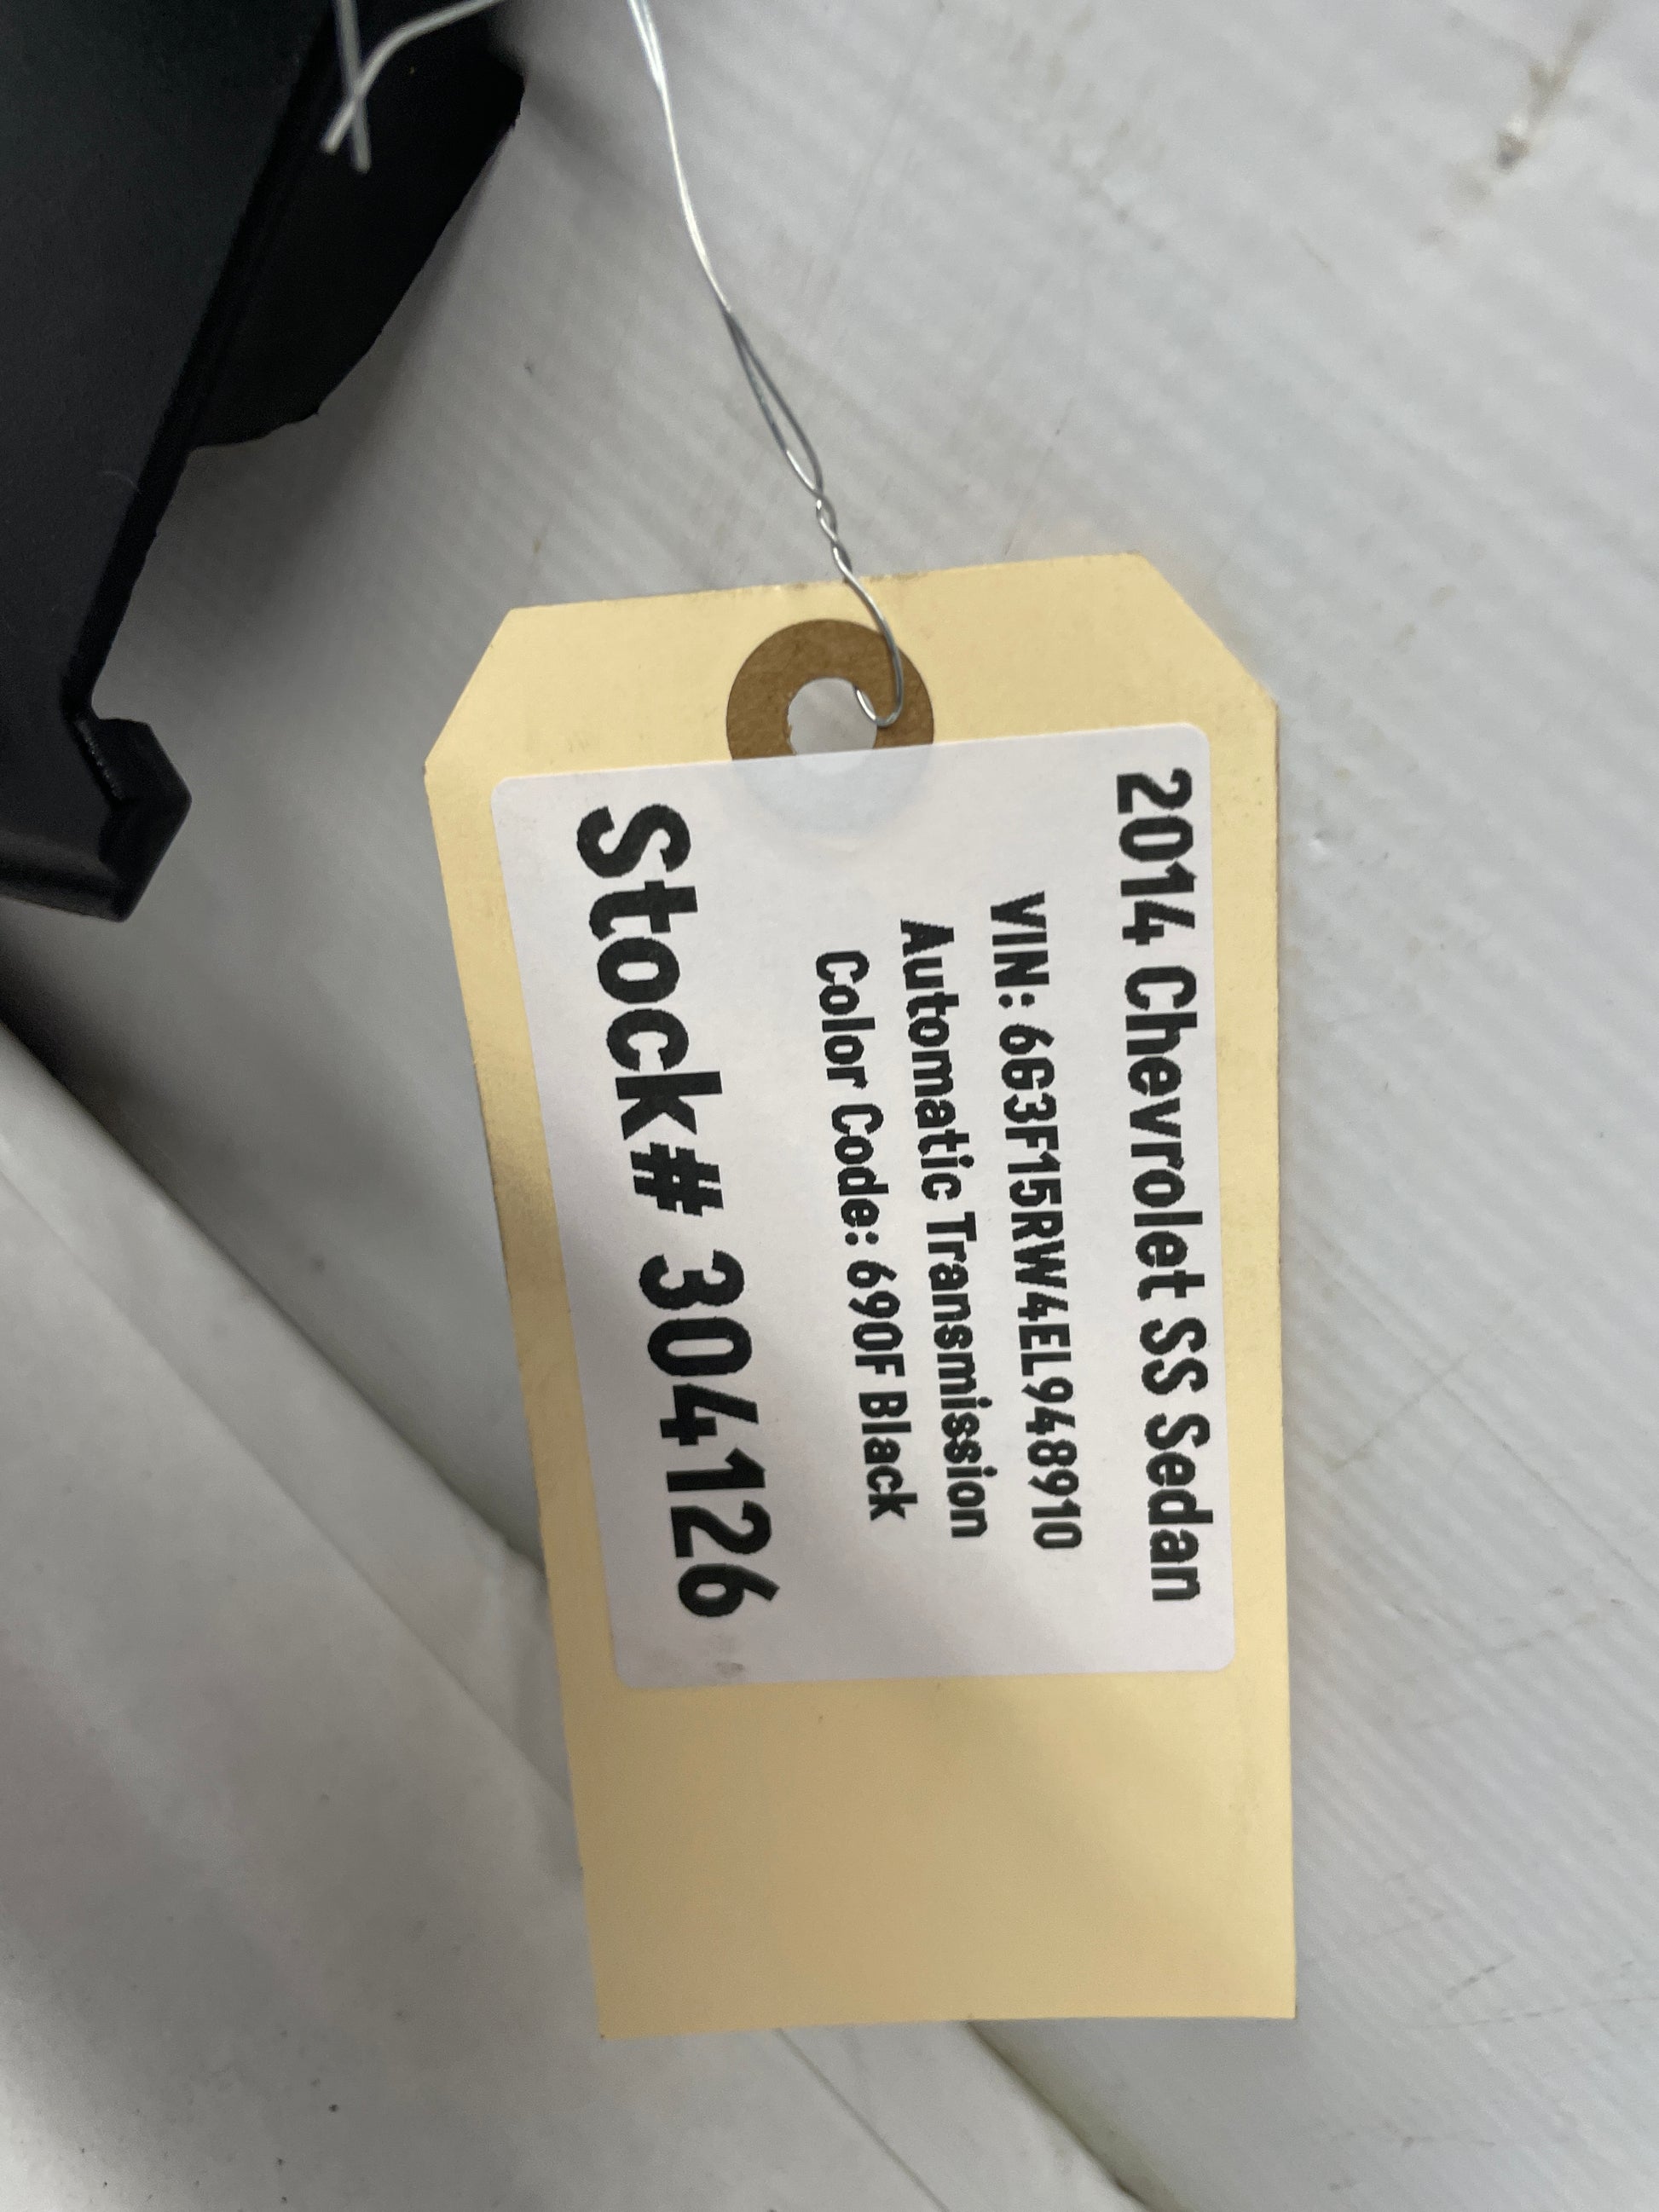 2014 Chevrolet SS Sedan
VIN: 6G3F15RW4EL948910
Automatic Transmission
Color Code: 690F Black
Stock# 304126